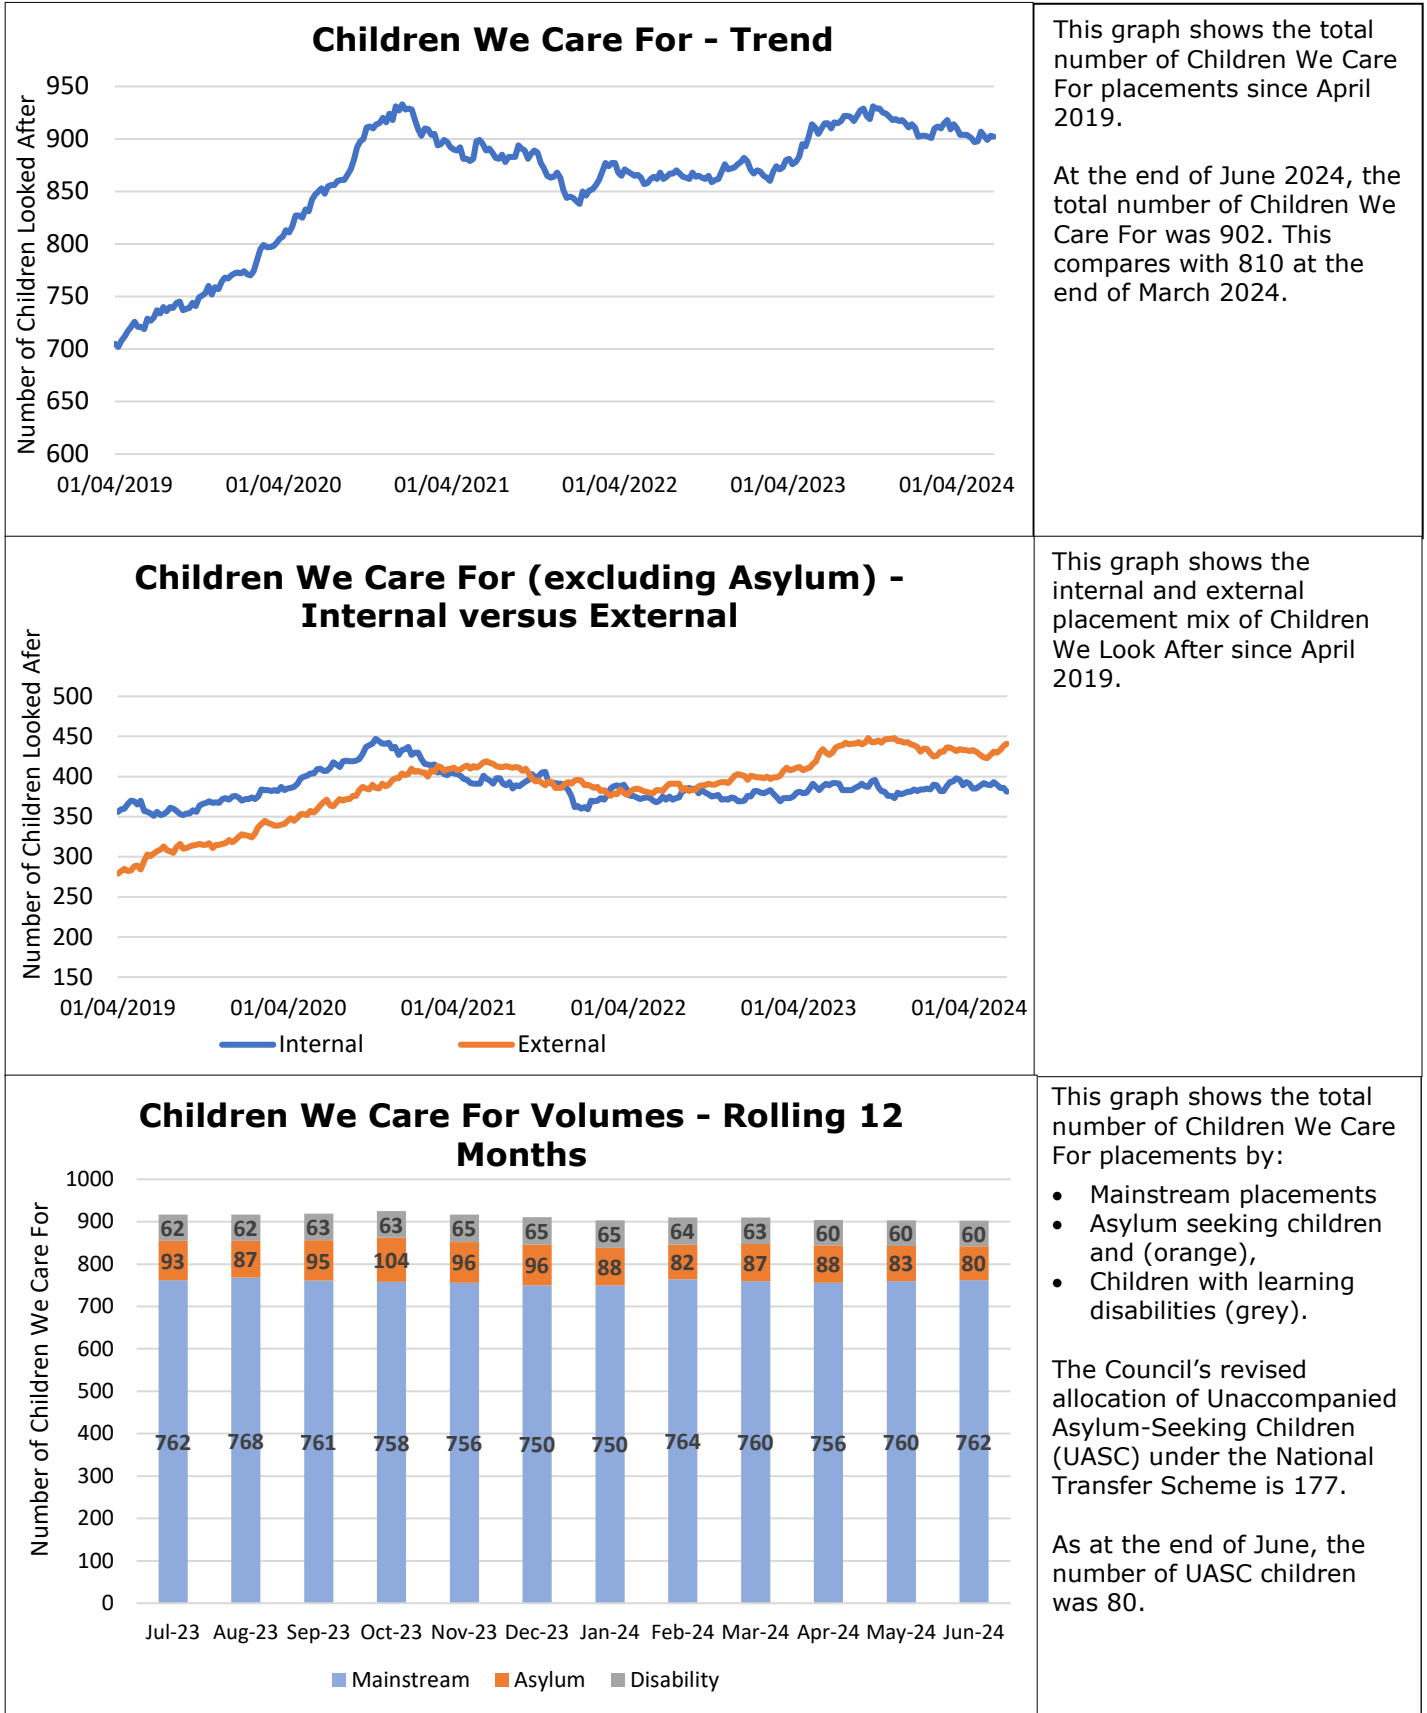 Children We Care For - Trend
Number of Children Looked After
950
900
850
800
750
700
650
600
01/04/2019 01/04/2020 01/04/2021 01/04/2022 01/04/2023 01/04/2024
This graph shows the total
number of Children We Care
For placements since April
2019.
At the end of June 2024, the
total number of Children We
Care For was 902. This
compares with 810 at the
end of March 2024.
Children We Care For (excluding Asylum) -
Internal versus External
Number of Children Looked Afer
500
450
400
350
300
250
200
150
01/04/2019 01/04/2020 01/04/2021 01/04/2022 01/04/2023 01/04/2024
Internal External
This graph shows the
internal and external
placement mix of Children
We Look After since April
2019.
Children We Care For Volumes - Rolling 12
Months
Number of Children We Care For
1000
900
800
700
600
500
400
300
200
100
0
62 62 63 63 65 65 65 64 63 60 60 60
93 87 95 104 96 96 88 82 87 88 83 80
762 768 761 758 756 750 750 764 760 756 760 762
Jul-23 Aug-23 Sep-23 Oct-23 Nov-23 Dec-23 Jan-24 Feb-24 Mar-24 Apr-24 May-24 Jun-24
Mainstream Asylum Disability
This graph shows the total
number of Children We Care
For placements by:
• Mainstream placements
• Asylum seeking children
and (orange),
• Children with learning
disabilities (grey).
The Council's revised
allocation of Unaccompanied
Asylum-Seeking Children
(UASC) under the National
Transfer Scheme is 177.
As at the end of June, the
number of UASC children
was 80.